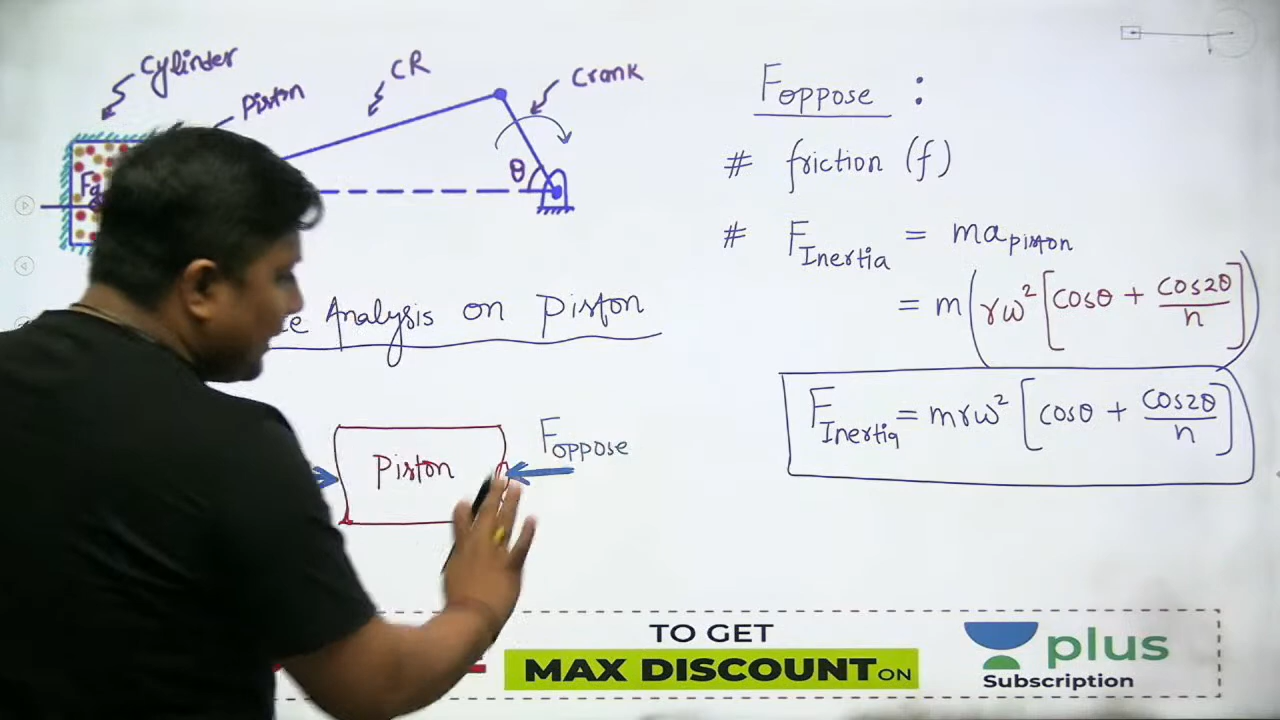 Cylinder
Piston
CR
Crank
θ
Analysis on Piston
Piston
Foppose
Foppose :
# friction (f)
# FInertia = mapiston
= m(rω²[cosθ + cos2θ/n])
FInertia = mrω²[cosθ + cos2θ/n]
TO GET
MAX DISCOUNT ON
plus
Subscription